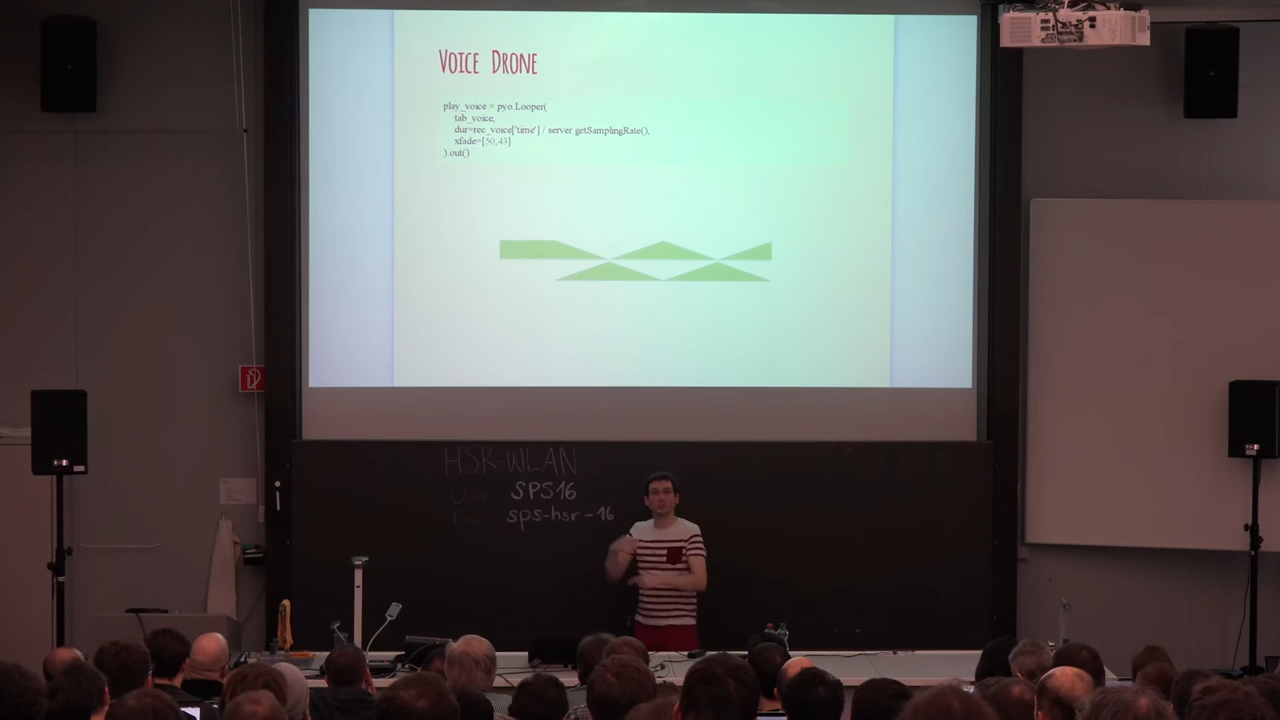 VOICE DRONE
play_voice = pyo.Looper(
tab_voice,
dur=rec_voice['time'] / server.getSamplingRate(),
xfade=[50,43]
).out()
HSR-WLAN
User SPS16
sps-hsr-16